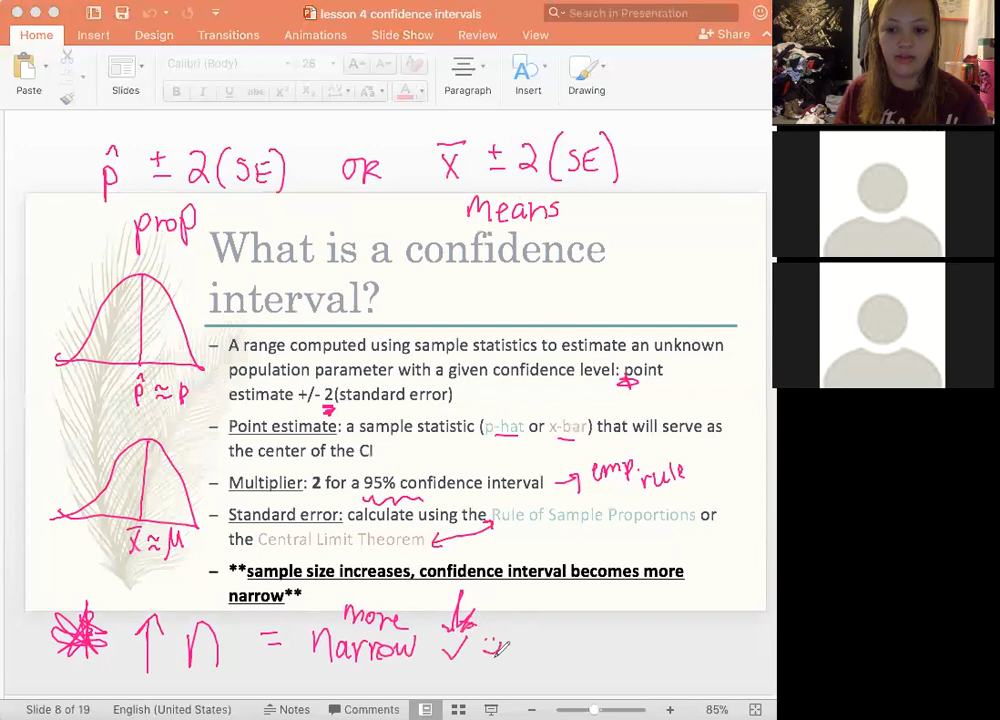 lesson 4 confidence intervals
Search in Presentation
Home Insert Design Transitions Animations Slide Show Review View Share
Calibri (Body) 28
Paste Slides B I U abc X² X₂ AV Aa A Paragraph Insert Drawing
p̂ ± 2(SE) OR x̄ ± 2(SE)
prop Means
What is a confidence
interval?
– A range computed using sample statistics to estimate an unknown
population parameter with a given confidence level: point
estimate +/- 2(standard error)
p̂ ≈ p
– Point estimate: a sample statistic (p-hat or x-bar) that will serve as
the center of the CI
– Multiplier: 2 for a 95% confidence interval → emp. rule
– Standard error: calculate using the Rule of Sample Proportions or
the Central Limit Theorem
x̄ ≈ μ
– **sample size increases, confidence interval becomes more
narrow**
↑ n = more narrow ✓
Slide 8 of 19 English (United States) Notes Comments 85%